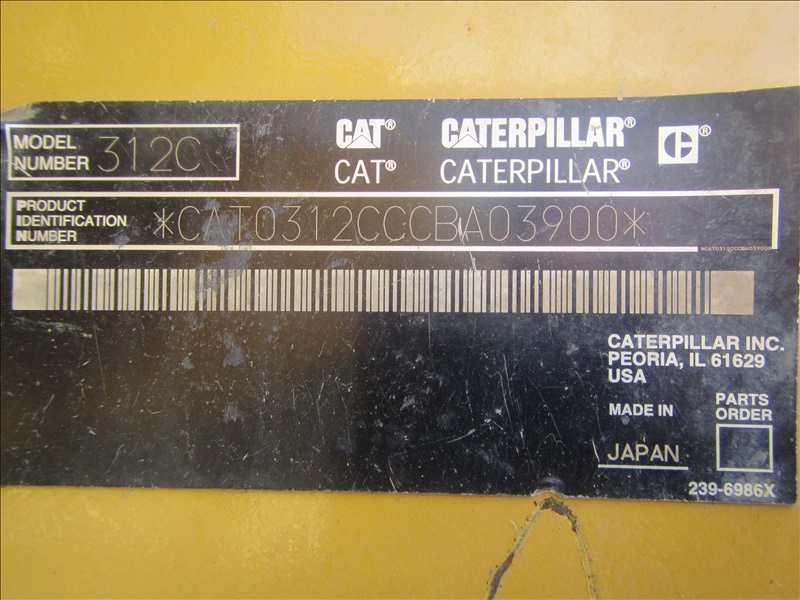 MODEL NUMBER 312C
CAT® CATERPILLAR® C®
CAT® CATERPILLAR®
PRODUCT IDENTIFICATION NUMBER *CAT0312CCCBA03900*
*CAT0312CCCBA03900*
CATERPILLAR INC.
PEORIA, IL 61629
USA
MADE IN JAPAN
PARTS ORDER
239-6986X